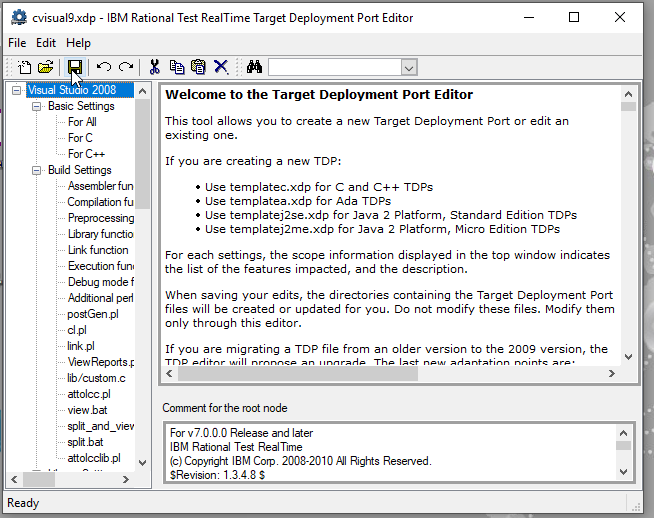 cvisual9.xdp - IBM Rational Test RealTime Target Deployment Port Editor
File Edit Help
Visual Studio 2008
Basic Settings
For All
For C
For C++
Build Settings
Assembler fun
Compilation fu
Preprocessing
Library functio
Link function
Execution func
Debug mode f
Additional perl
postGen.pl
cl.pl
link.pl
ViewReports.p
lib/custom.c
attolcc.pl
view.bat
split_and_view
split.bat
attolcclib.pl
Welcome to the Target Deployment Port Editor
This tool allows you to create a new Target Deployment Port or edit an
existing one.
If you are creating a new TDP:
• Use templatec.xdp for C and C++ TDPs
• Use templatea.xdp for Ada TDPs
• Use templatej2se.xdp for Java 2 Platform, Standard Edition TDPs
• Use templatej2me.xdp for Java 2 Platform, Micro Edition TDPs
For each settings, the scope information displayed in the top window indicates
the list of the features impacted, and the description.
When saving your edits, the directories containing the Target Deployment Port
files will be created or updated for you. Do not modify these files. Modify them
only through this editor.
If you are migrating a TDP file from an older version to the 2009 version, the
TDP editor will propose an upgrade. The last new adaptation points are:
Comment for the root node
For v7.0.0.0 Release and later
IBM Rational Test RealTime
(c) Copyright IBM Corp. 2008-2010 All Rights Reserved.
$Revision: 1.3.4.8 $
Ready